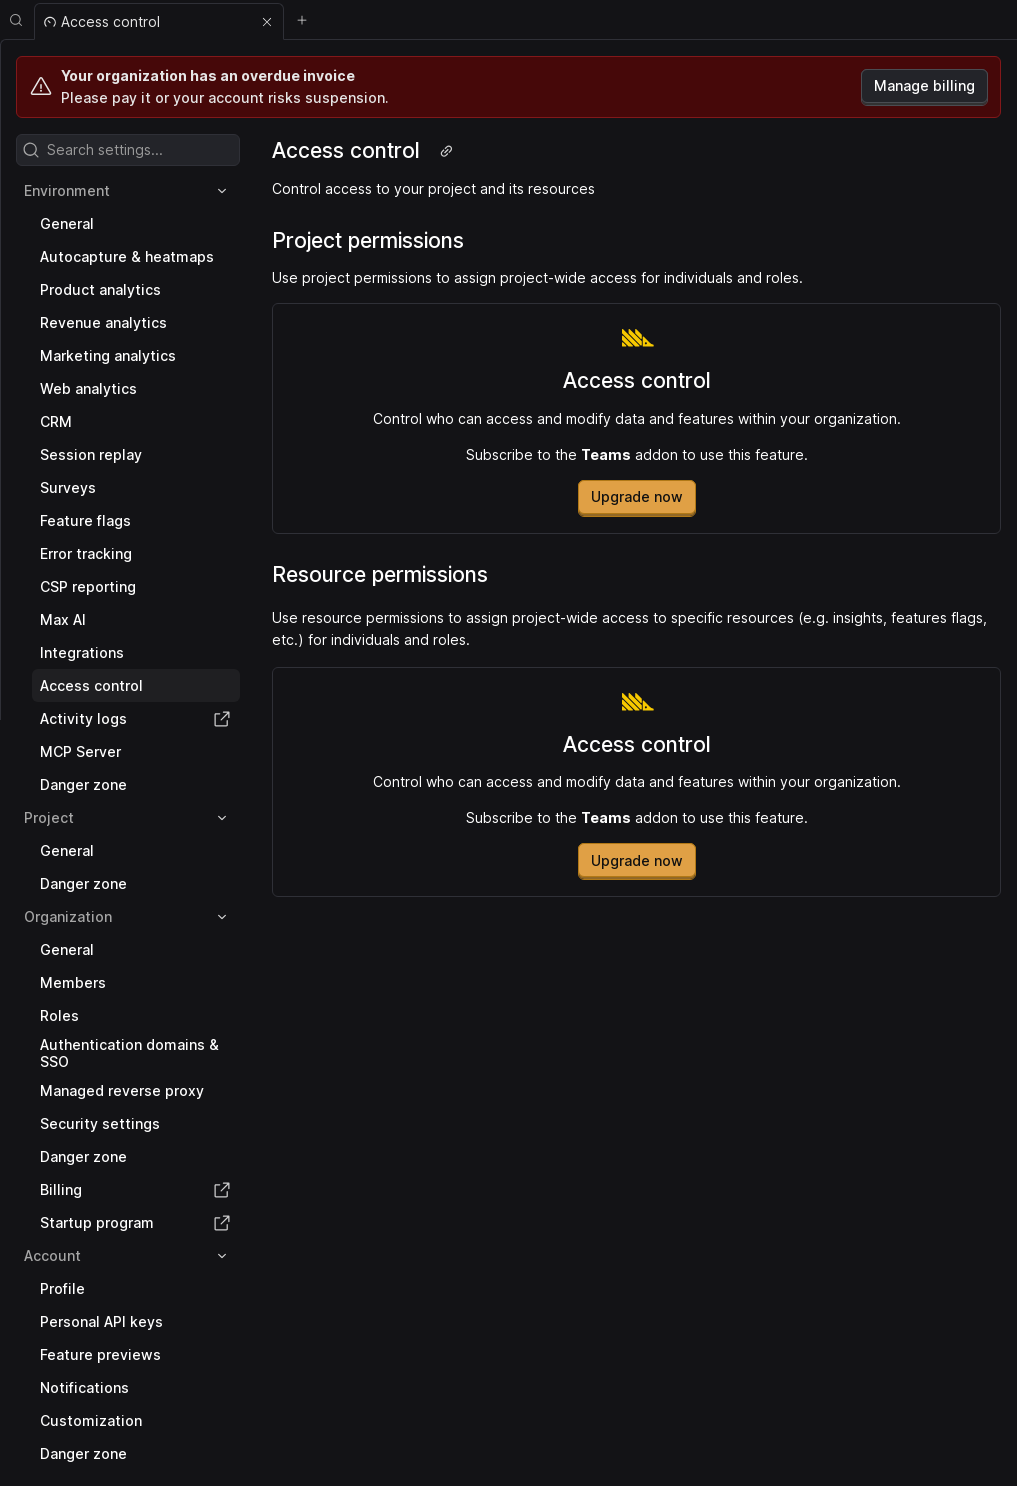 Access control
Your organization has an overdue invoice
Please pay it or your account risks suspension.
Manage billing
Search settings...
Environment
General
Autocapture & heatmaps
Product analytics
Revenue analytics
Marketing analytics
Web analytics
CRM
Session replay
Surveys
Feature flags
Error tracking
CSP reporting
Max AI
Integrations
Access control
Activity logs
MCP Server
Danger zone
Project
General
Danger zone
Organization
General
Members
Roles
Authentication domains &
SSO
Managed reverse proxy
Security settings
Danger zone
Billing
Startup program
Account
Profile
Personal API keys
Feature previews
Notifications
Customization
Danger zone
Access control
Control access to your project and its resources
Project permissions
Use project permissions to assign project-wide access for individuals and roles.
Access control
Control who can access and modify data and features within your organization.
Subscribe to the Teams addon to use this feature.
Upgrade now
Resource permissions
Use resource permissions to assign project-wide access to specific resources (e.g. insights, features flags,
etc.) for individuals and roles.
Access control
Control who can access and modify data and features within your organization.
Subscribe to the Teams addon to use this feature.
Upgrade now